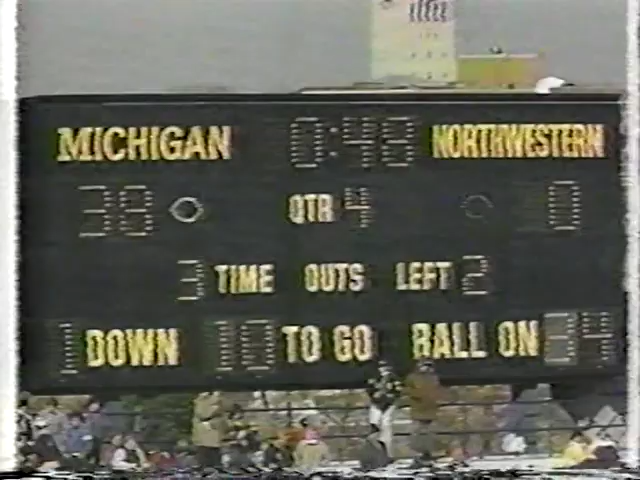 MICHIGAN 0:48 NORTHWESTERN
38 QTR 4 0
3 TIME OUTS LEFT 2
1 DOWN 10 TO GO BALL ON 34